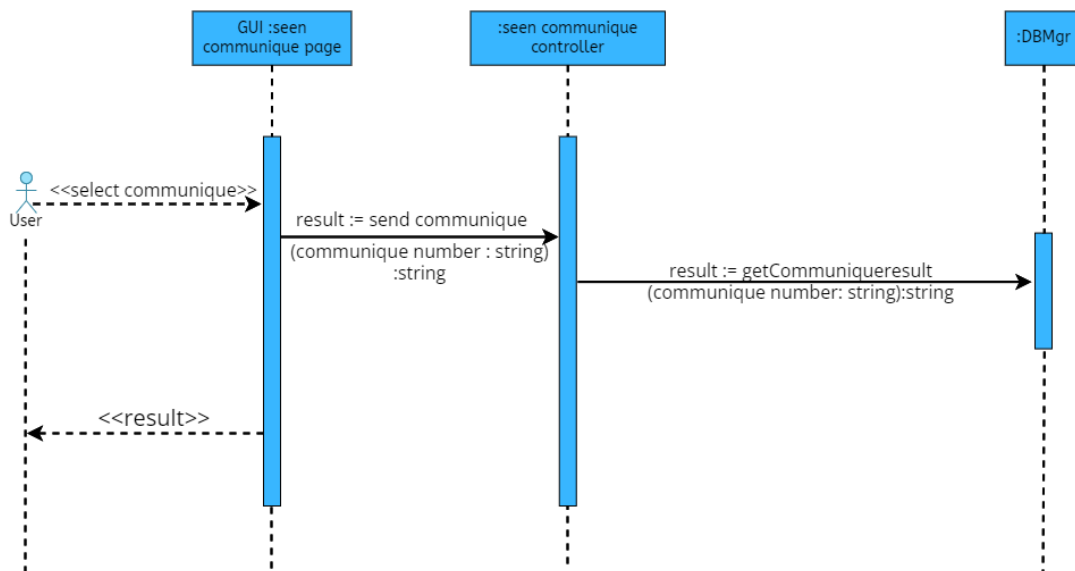 GUI :seen
communique page
:seen communique
controller
:DBMgr
<<select communique>>
User
result := send communique
(communique number : string)
:string
result := getCommuniqueresult
(communique number: string):string
<<result>>